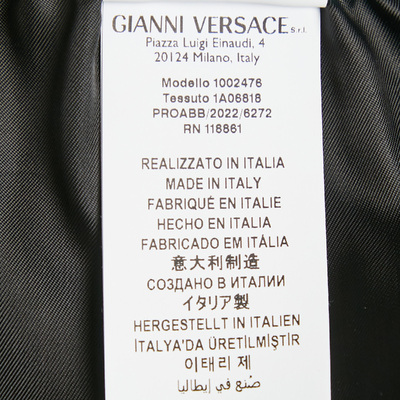 GIANNI VERSACE s.r.l.
Piazza Luigi Einaudi, 4
20124 Milano, Italy
Modello 1002476
Tessuto 1A06818
PROABB/2022/6272
RN 118861
REALIZZATO IN ITALIA
MADE IN ITALY
FABRIQUÉ EN ITALIE
HECHO EN ITALIA
FABRICADO EM ITÁLIA
意大利制造
СОЗДАНО В ИТАЛИИ
イタリア製
HERGESTELLT IN ITALIEN
İTALYA'DA ÜRETİLMİŞTİR
이태리 제
صُنع في إيطاليا